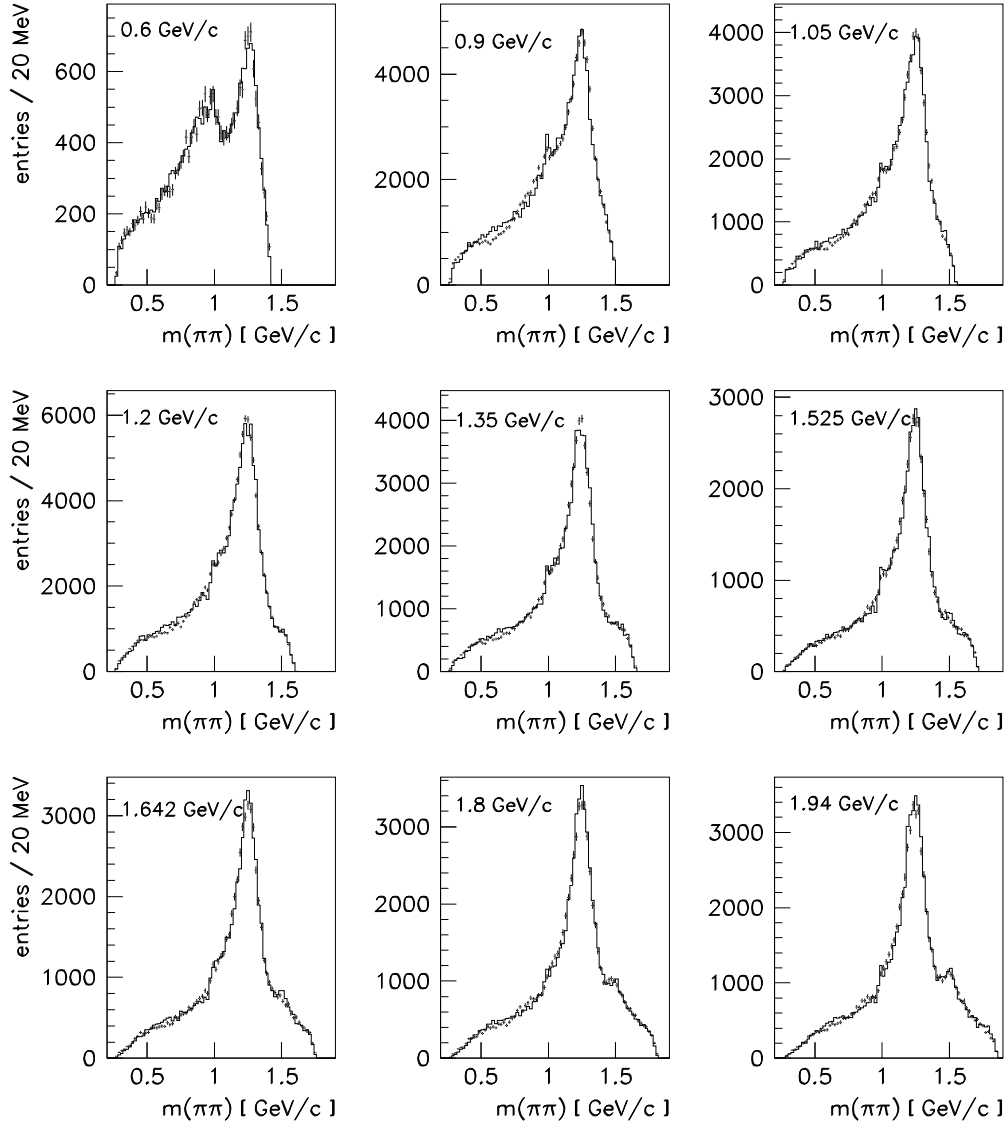 0.6 GeV/c
entries / 20 MeV
600
400
200
0
0.5 1 1.5
m(ππ) [ GeV/c ]
0.9 GeV/c
4000
2000
0
0.5 1 1.5
m(ππ) [ GeV/c ]
1.05 GeV/c
4000
3000
2000
1000
0
0.5 1 1.5
m(ππ) [ GeV/c ]
1.2 GeV/c
entries / 20 MeV
6000
4000
2000
0
0.5 1 1.5
m(ππ) [ GeV/c ]
1.35 GeV/c
4000
3000
2000
1000
0
0.5 1 1.5
m(ππ) [ GeV/c ]
1.525 GeV/c
3000
2000
1000
0
0.5 1 1.5
m(ππ) [ GeV/c ]
1.642 GeV/c
entries / 20 MeV
3000
2000
1000
0
0.5 1 1.5
m(ππ) [ GeV/c ]
1.8 GeV/c
3000
2000
1000
0
0.5 1 1.5
m(ππ) [ GeV/c ]
1.94 GeV/c
3000
2000
1000
0
0.5 1 1.5
m(ππ) [ GeV/c ]